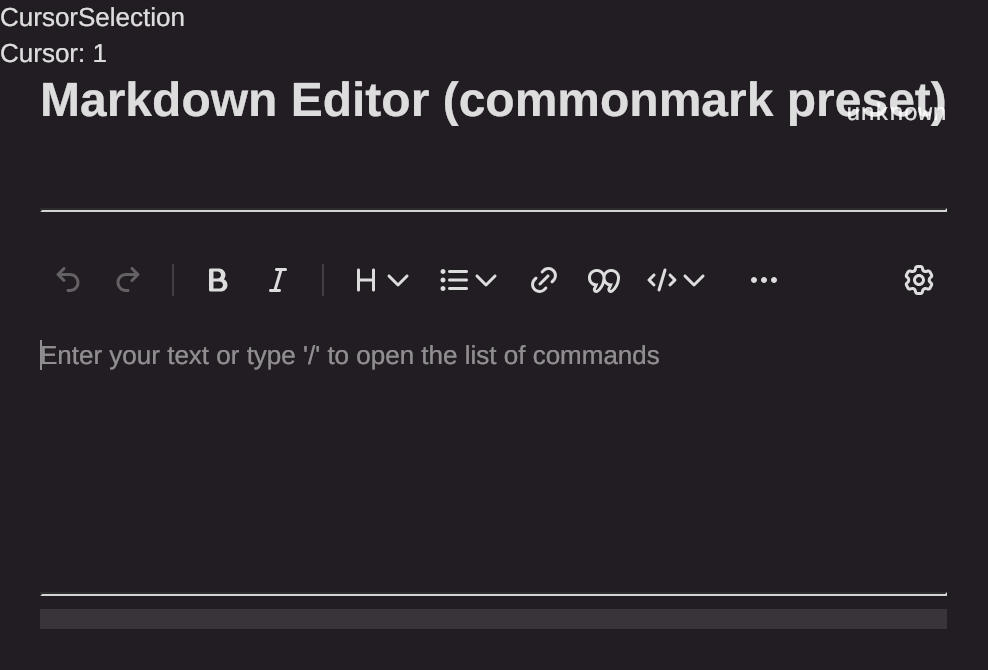 CursorSelection
Cursor: 1
Markdown Editor (commonmark preset)
unknown
B I H
Enter your text or type '/' to open the list of commands